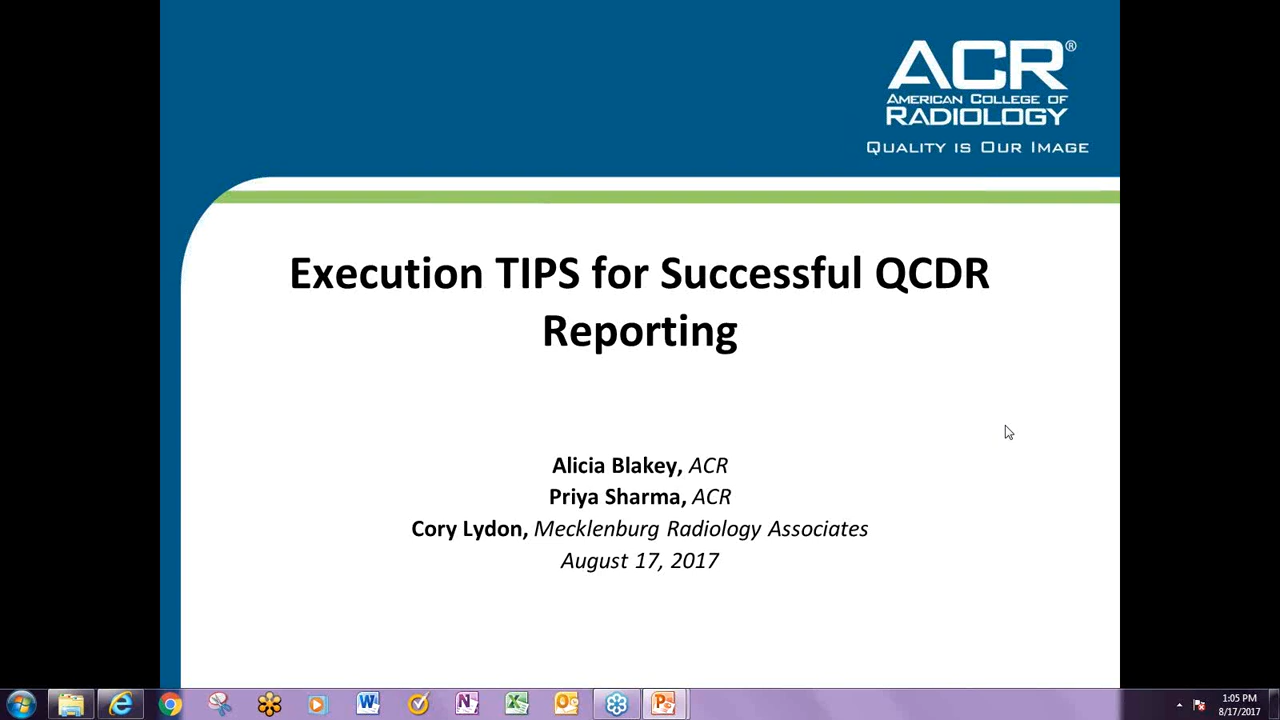 ACR®
AMERICAN COLLEGE OF
RADIOLOGY
QUALITY IS OUR IMAGE
Execution TIPS for Successful QCDR
Reporting
Alicia Blakey, ACR
Priya Sharma, ACR
Cory Lydon, Mecklenburg Radiology Associates
August 17, 2017
1:05 PM
8/17/2017